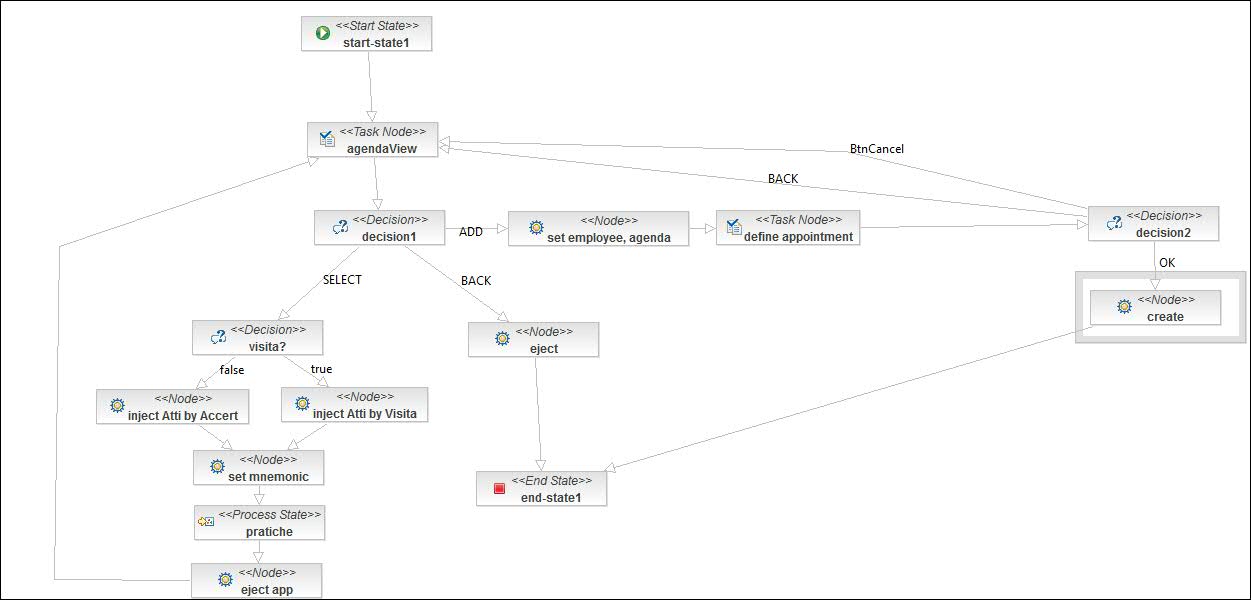 <<Start State>>
start-state1
<<Task Node>>
agendaView
BtnCancel
BACK
<<Decision>>
decision1
ADD
<<Node>>
set employee, agenda
<<Task Node>>
define appointment
<<Decision>>
decision2
OK
SELECT
BACK
<<Node>>
create
<<Decision>>
visita?
<<Node>>
eject
false
true
<<Node>>
inject Atti by Accert
<<Node>>
inject Atti by Visita
<<Node>>
set mnemonic
<<End State>>
end-state1
<<Process State>>
pratiche
<<Node>>
eject app